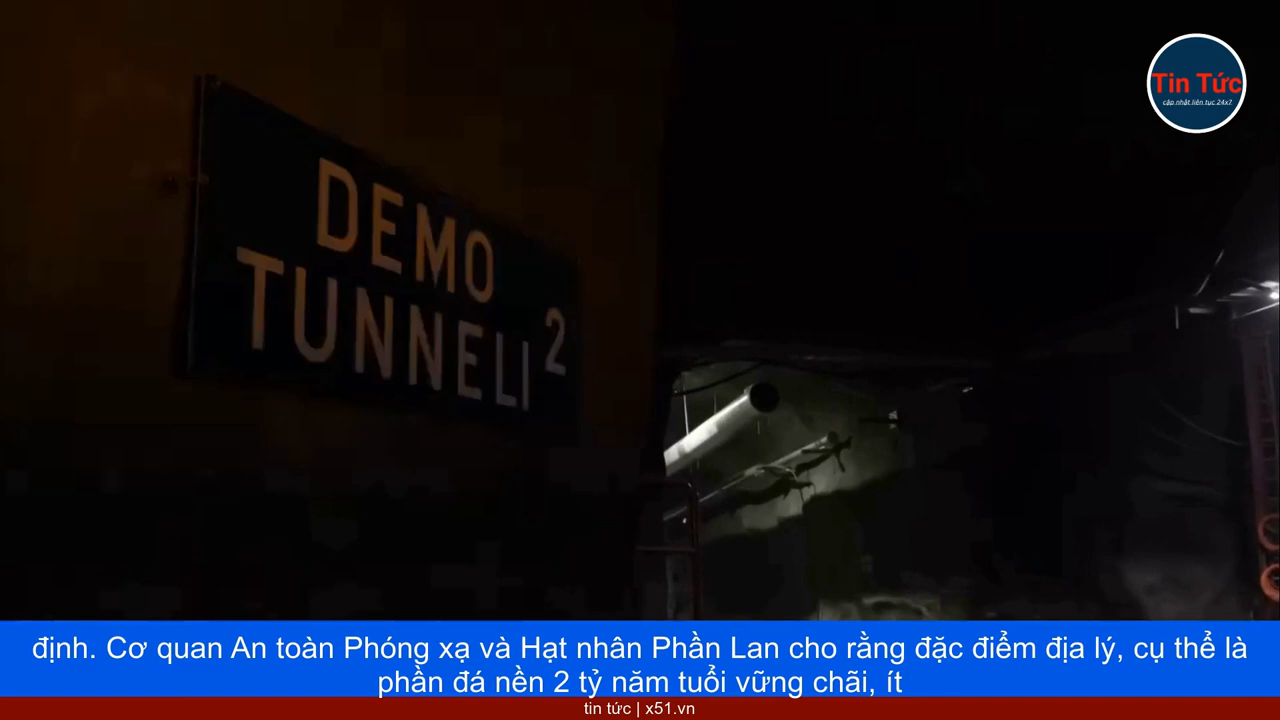 Tin Tức
cập nhật liên tục 24x7
DEMO
TUNNELI 2
định. Cơ quan An toàn Phóng xạ và Hạt nhân Phần Lan cho rằng đặc điểm địa lý, cụ thể là
phần đá nền 2 tỷ năm tuổi vững chãi, ít
tin tức | x51.vn